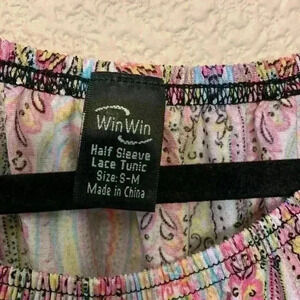 Win Win
Half Sleeve
Lace Tunic
Size: S-M
Made in China